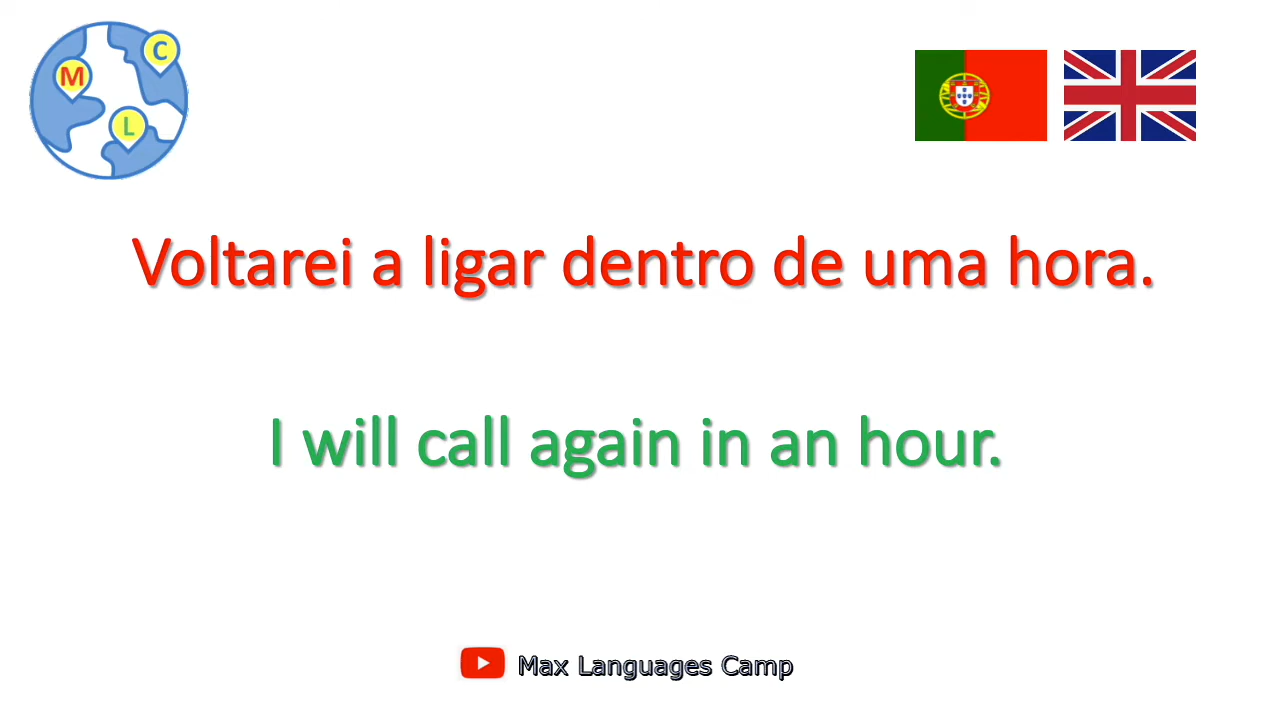 C
M
L
Voltarei a ligar dentro de uma hora.
I will call again in an hour.
Max Languages Camp